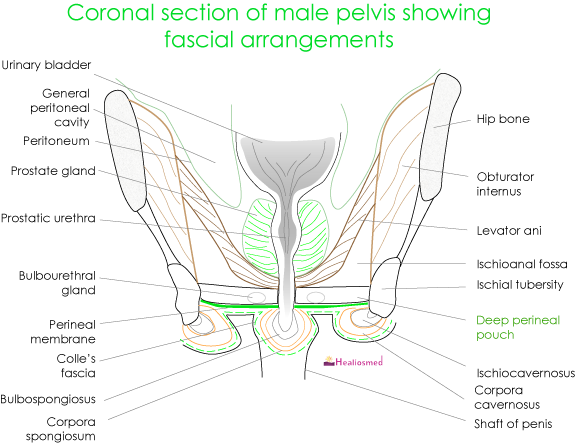 Coronal section of male pelvis showing
fascial arrangements
Urinary bladder
General
peritoneal
cavity
Peritoneum
Prostate gland
Prostatic urethra
Bulbourethral
gland
Perineal
membrane
Colle's
fascia
Bulbospongiosus
Corpora
spongiosum
Hip bone
Obturator
internus
Levator ani
Ischioanal fossa
Ischial tubersity
Deep perineal
pouch
Ischiocavernosus
Corpora
cavernosus
Shaft of penis
Healiosmed